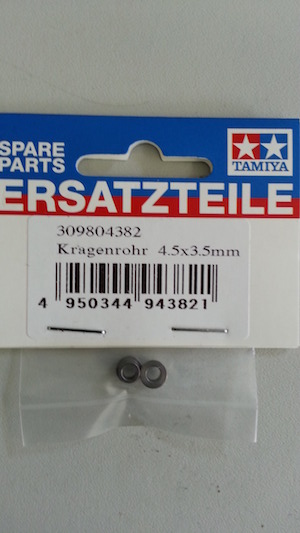 SPARE
PARTS
TAMIYA
ERSATZTEILE
309804382
Kragenrohr 4.5x3.5mm
4 950344 943821